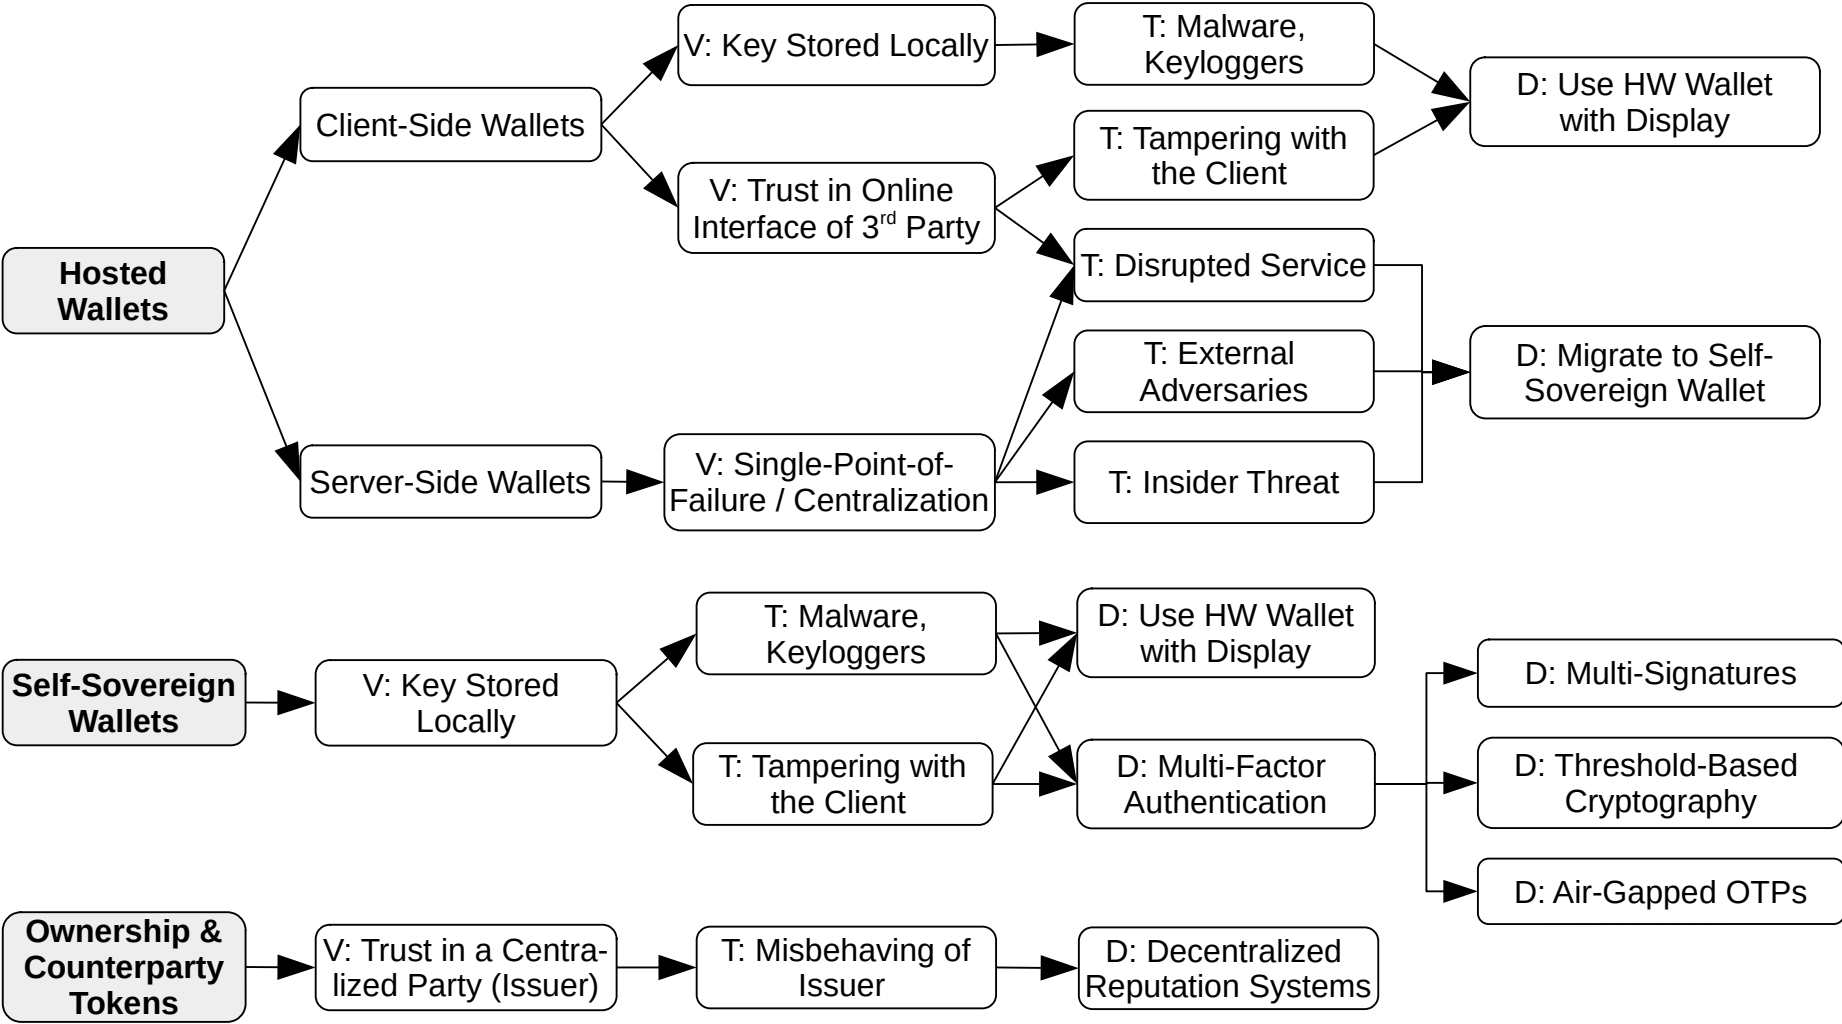 V: Key Stored Locally
T: Malware,
Keyloggers
D: Use HW Wallet
with Display
Client-Side Wallets
T: Tampering with
the Client
V: Trust in Online
Interface of 3rd Party
Hosted
Wallets
T: Disrupted Service
T: External
Adversaries
D: Migrate to Self-
Sovereign Wallet
Server-Side Wallets
V: Single-Point-of-
Failure / Centralization
T: Insider Threat
Self-Sovereign
Wallets
V: Key Stored
Locally
T: Malware,
Keyloggers
D: Use HW Wallet
with Display
T: Tampering with
the Client
D: Multi-Factor
Authentication
D: Multi-Signatures
D: Threshold-Based
Cryptography
D: Air-Gapped OTPs
Ownership &
Counterparty
Tokens
V: Trust in a Centra-
lized Party (Issuer)
T: Misbehaving of
Issuer
D: Decentralized
Reputation Systems